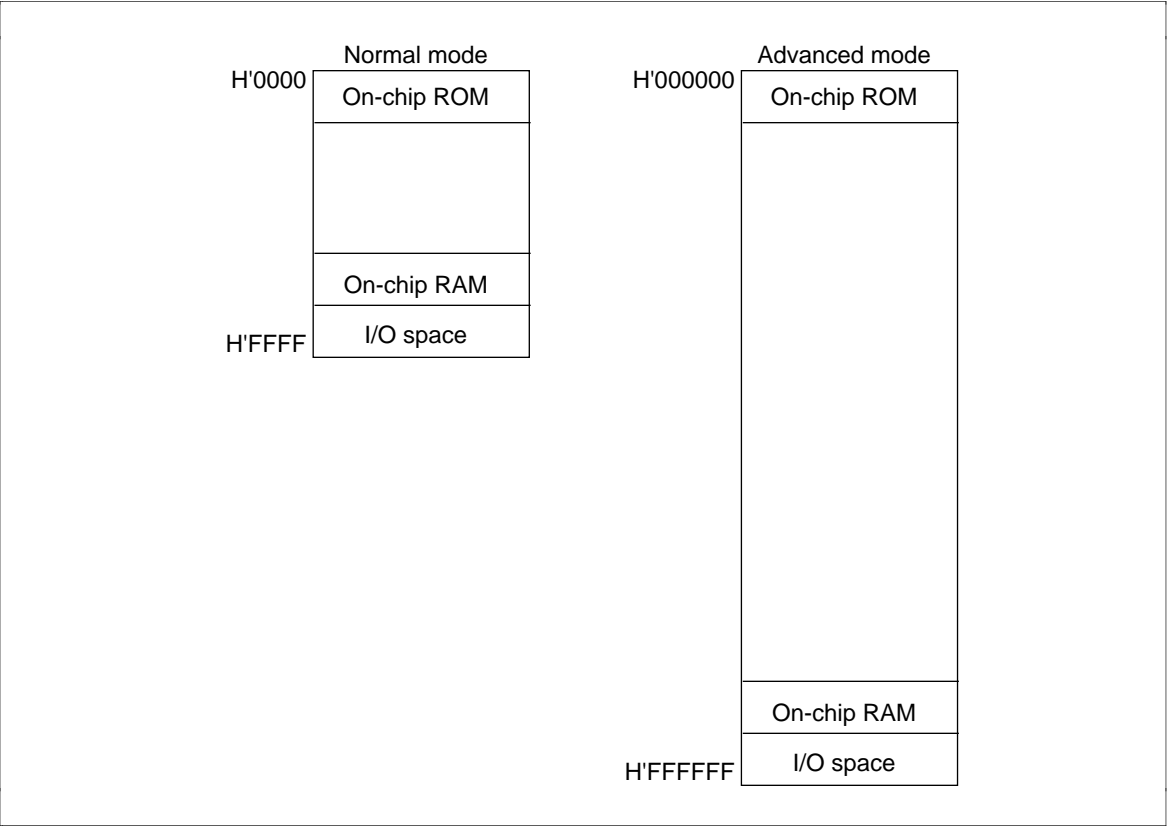 Normal mode
H'0000
On-chip ROM
On-chip RAM
I/O space
H'FFFF
Advanced mode
H'000000
On-chip ROM
On-chip RAM
I/O space
H'FFFFFF